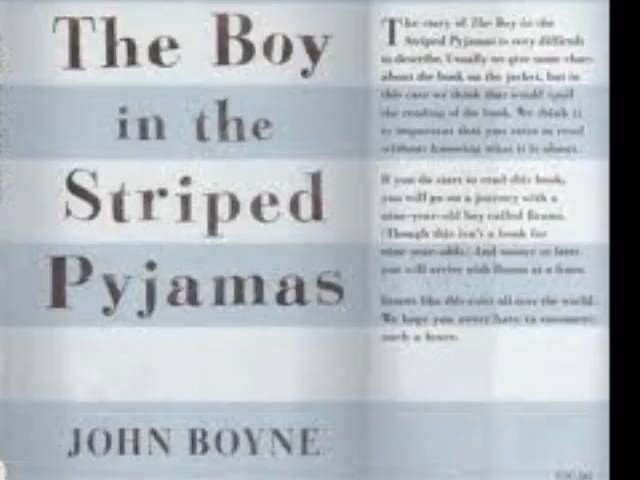 The Boy
in the
Striped
Pyjamas
JOHN BOYNE
The story of The Boy in the
Striped Pyjamas is very difficult
to describe. Usually we give some clues
about the book on the jacket, but in
this case we think that would spoil
the reading of the book. We think it
is important that you start to read
without knowing what it is about.
If you do start to read this book,
you will go on a journey with a
nine-year-old boy called Bruno.
(Though this isn't a book for
nine-year-olds.) And sooner or later
you will arrive with Bruno at a fence.
Fences like this exist all over the world.
We hope you never have to encounter
such a fence.